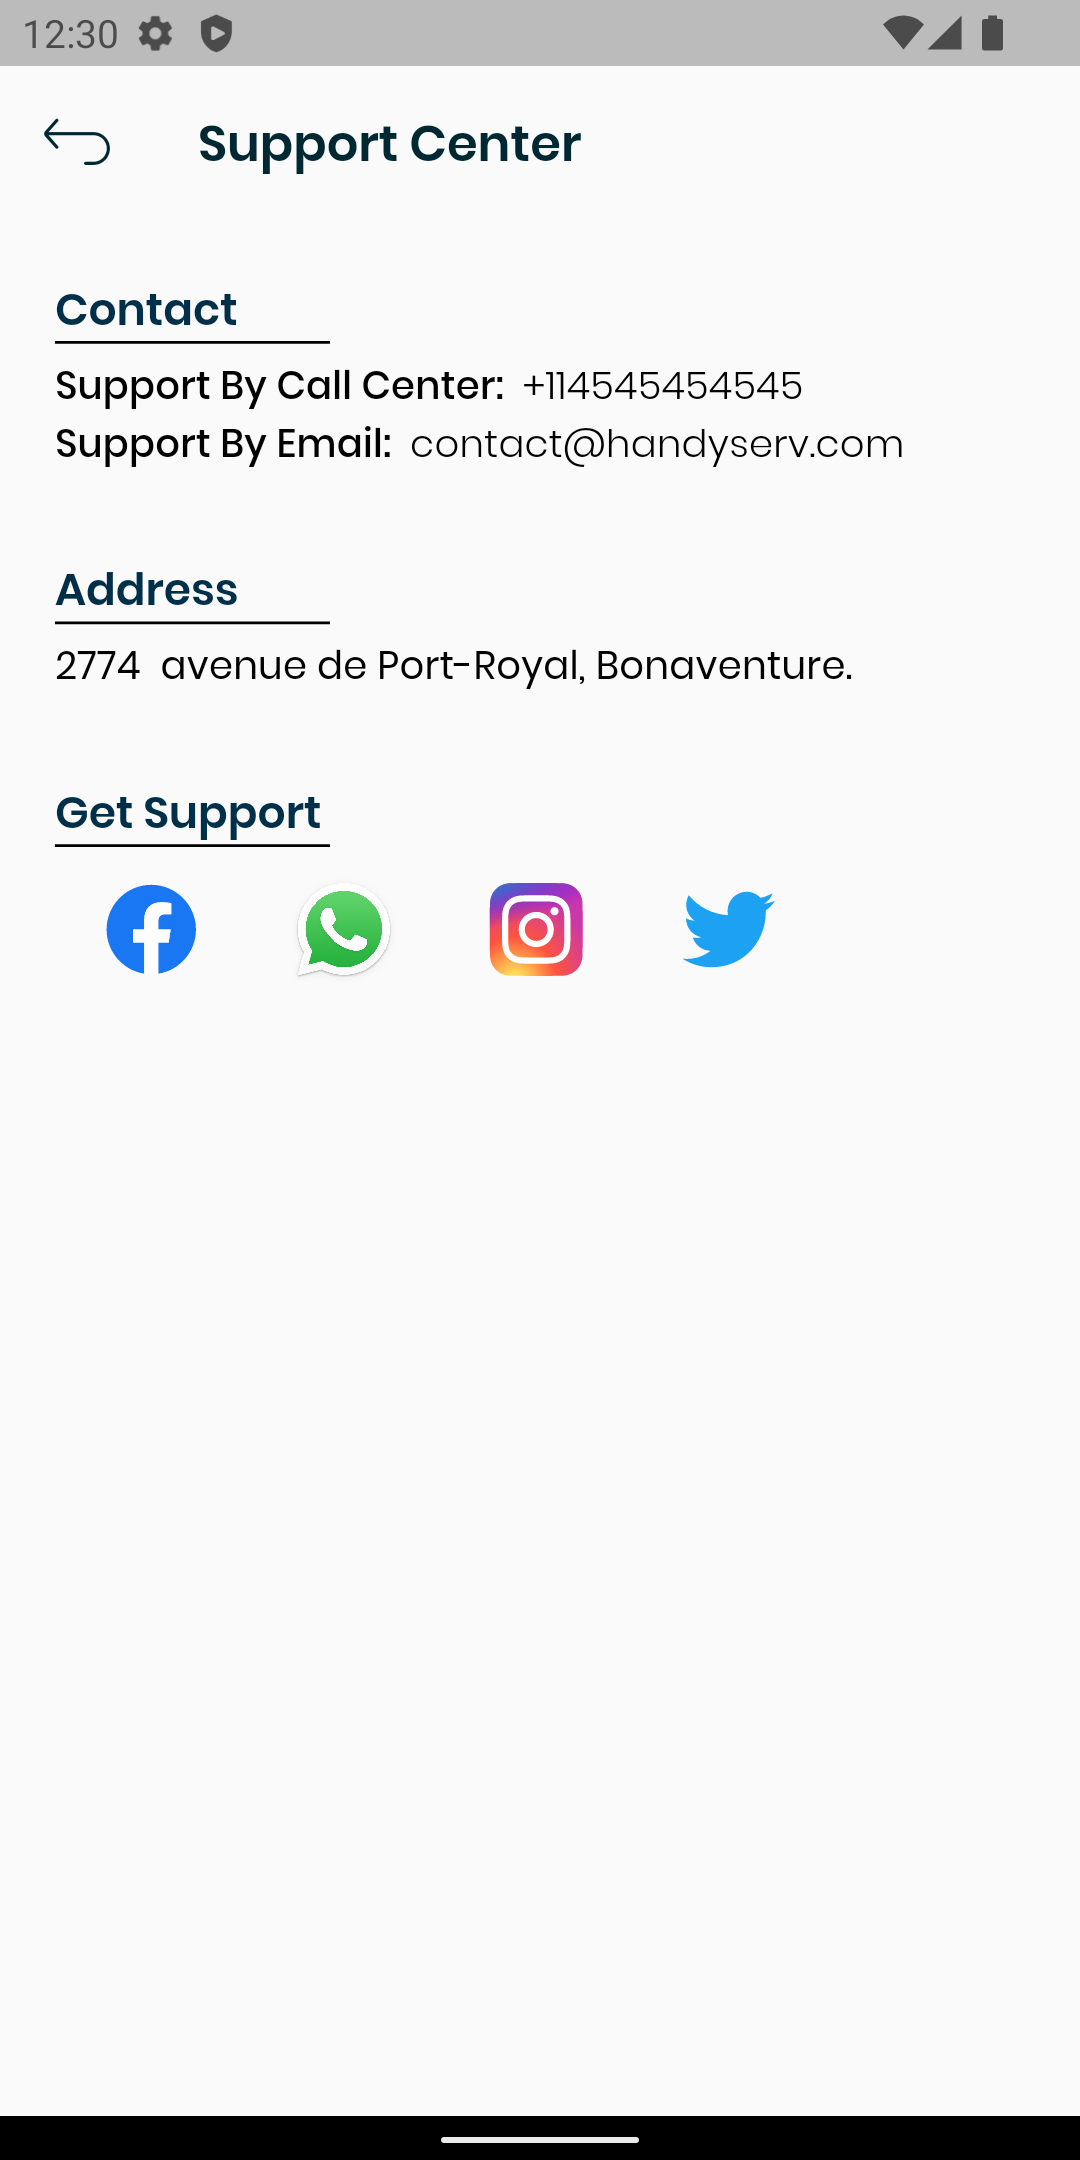 12:30
Support Center
Contact
Support By Call Center: +114545454545
Support By Email: contact@handyserv.com
Address
2774 avenue de Port-Royal, Bonaventure.
Get Support